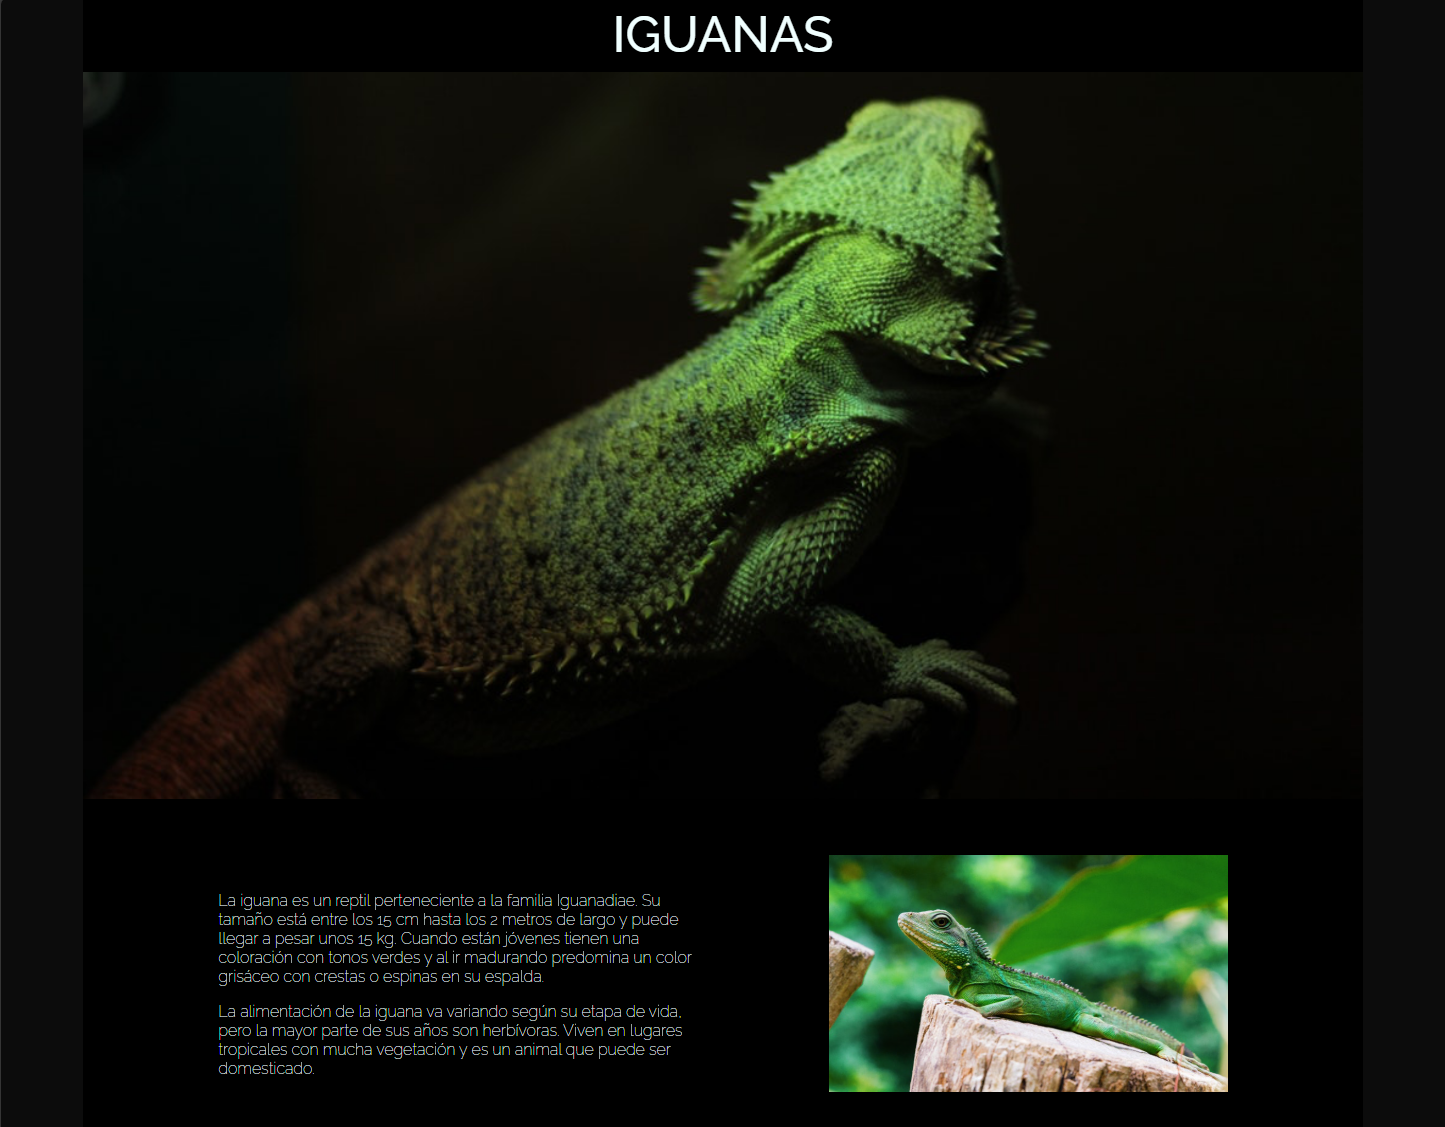 IGUANAS
La iguana es un reptil perteneciente a la familia Iguanadiae. Su
tamaño está entre los 15 cm hasta los 2 metros de largo y puede
llegar a pesar unos 15 kg. Cuando están jóvenes tienen una
coloración con tonos verdes y al ir madurando predomina un color
grisáceo con crestas o espinas en su espalda.
La alimentación de la iguana va variando según su etapa de vida,
pero la mayor parte de sus años son herbívoras. Viven en lugares
tropicales con mucha vegetación y es un animal que puede ser
domesticado.